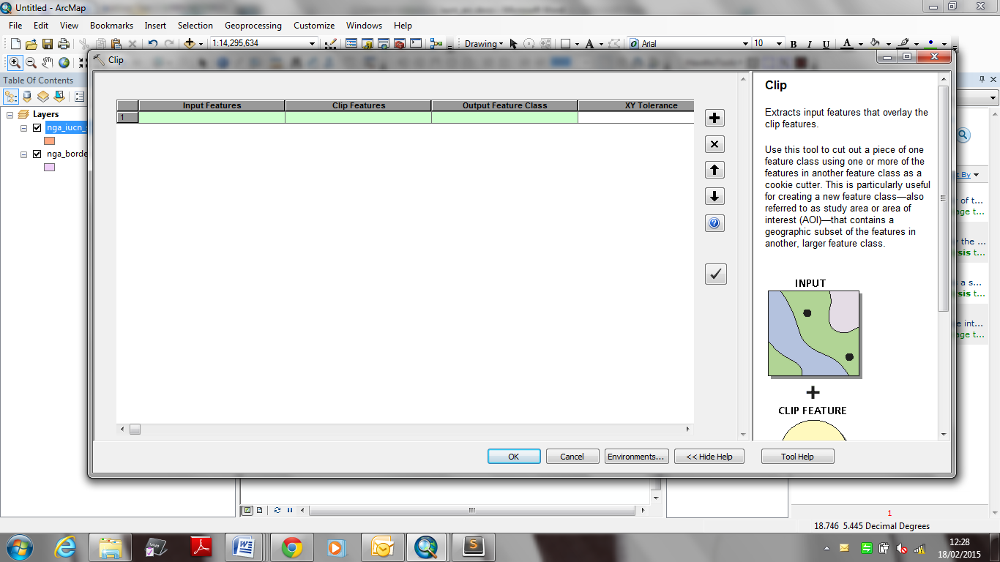 Untitled - ArcMap
File Edit View Bookmarks Insert Selection Geoprocessing Customize Windows Help
1:14,295,634 Drawing Arial 10 B I U A
Clip
Table Of Contents
Layers
nga_iucn_
nga_borde
Input Features Clip Features Output Feature Class XY Tolerance
1
Clip
Extracts input features that overlay the
clip features.
Use this tool to cut out a piece of one
feature class using one or more of the
features in another feature class as a
cookie cutter. This is particularly useful
for creating a new feature class—also
referred to as study area or area of
interest (AOI)—that contains a
geographic subset of the features in
another, larger feature class.
INPUT
+
CLIP FEATURE
By
of t...
age t...
the ...
sis t...
a s...
sis t...
int...
age t...
OK Cancel Environments... << Hide Help Tool Help
1
18.746 5.445 Decimal Degrees
12:28
18/02/2015